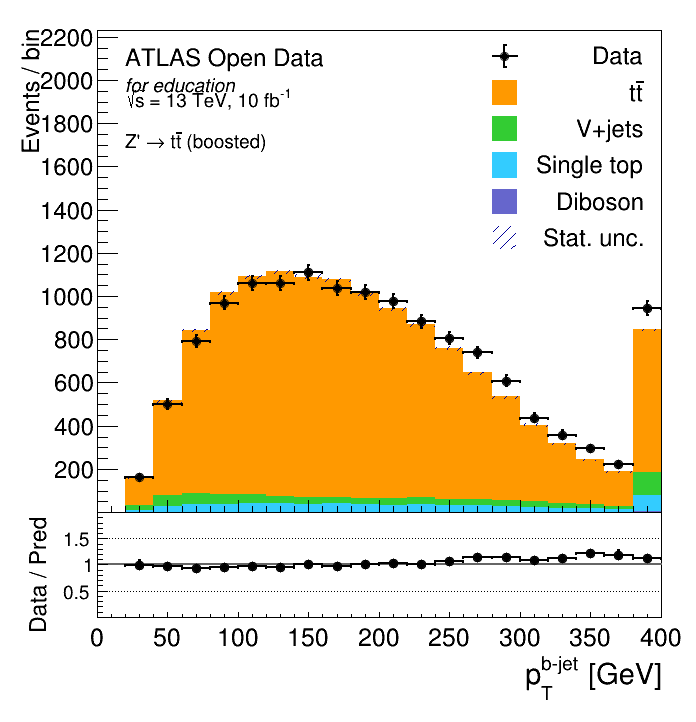 Events / bin
2200
2000
1800
1600
1400
1200
1000
800
600
400
200
ATLAS Open Data
for education
√s = 13 TeV, 10 fb⁻¹
Z' → tt̄ (boosted)
Data
tt̄
V+jets
Single top
Diboson
Stat. unc.
Data / Pred
1.5
1
0.5
0 50 100 150 200 250 300 350 400
p_T^b-jet [GeV]